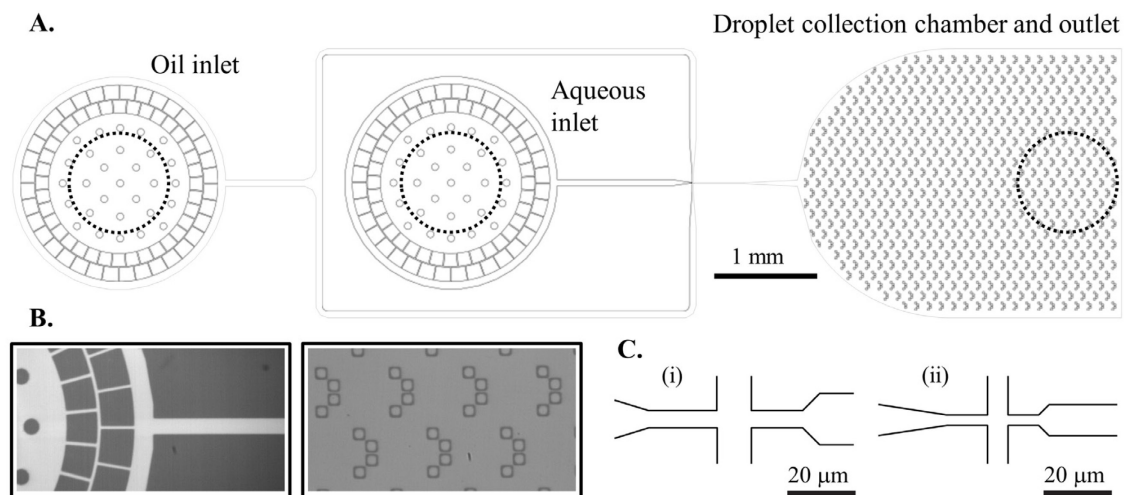 A.
Droplet collection chamber and outlet
Oil inlet
Aqueous
inlet
1 mm
B.
C.
(i)
(ii)
20 μm
20 μm